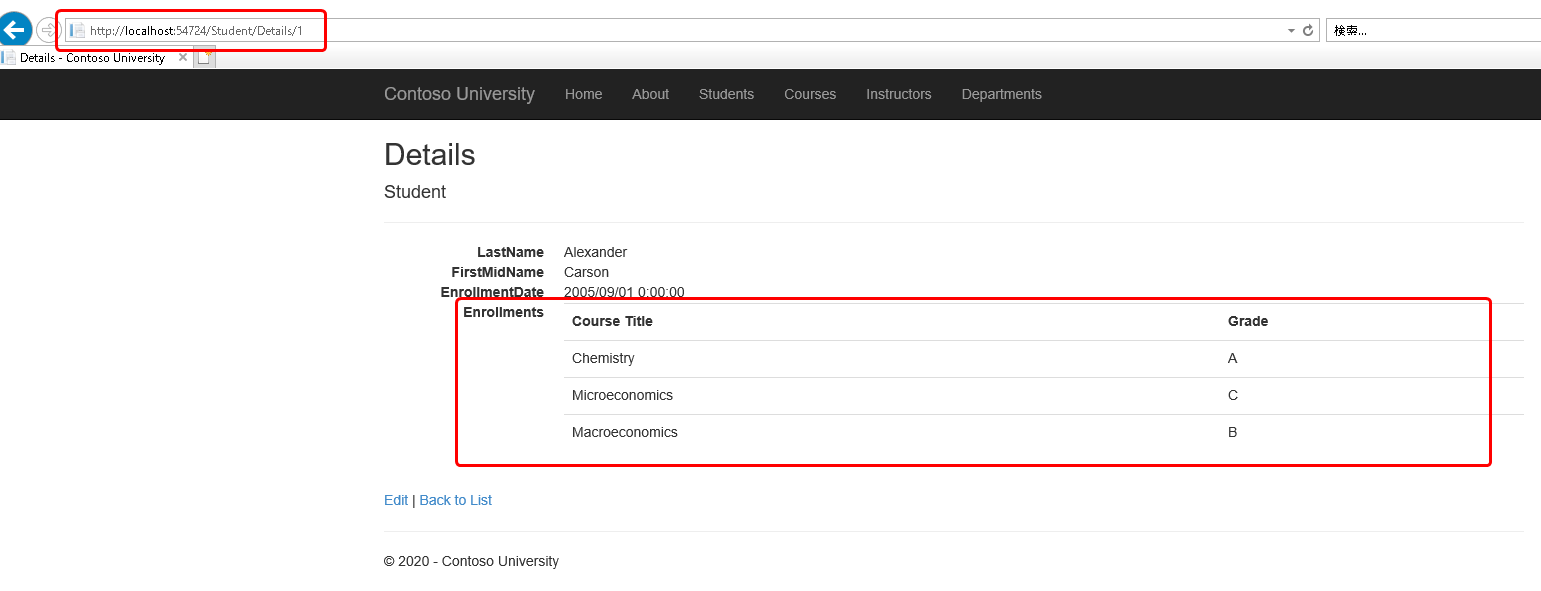 http://localhost:54724/Student/Details/1
検索...
Details - Contoso University
Contoso University Home About Students Courses Instructors Departments
Details
Student
LastName Alexander
FirstMidName Carson
EnrollmentDate 2005/09/01 0:00:00
Enrollments
Course Title Grade
Chemistry A
Microeconomics C
Macroeconomics B
Edit | Back to List
© 2020 - Contoso University